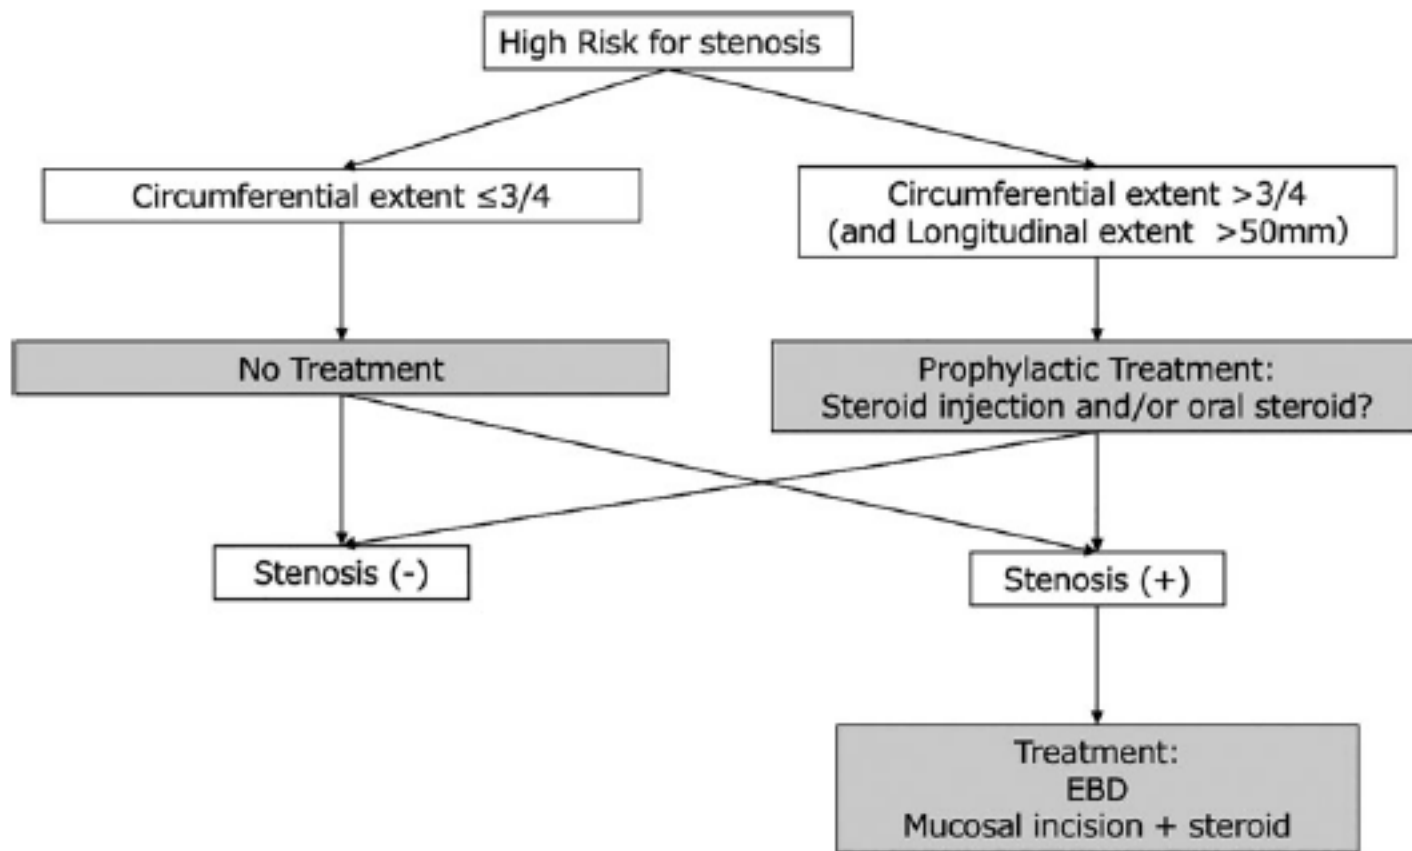 High Risk for stenosis
Circumferential extent ≤3/4
Circumferential extent >3/4
(and Longitudinal extent >50mm)
No Treatment
Prophylactic Treatment:
Steroid injection and/or oral steroid?
Stenosis (-)
Stenosis (+)
Treatment:
EBD
Mucosal incision + steroid